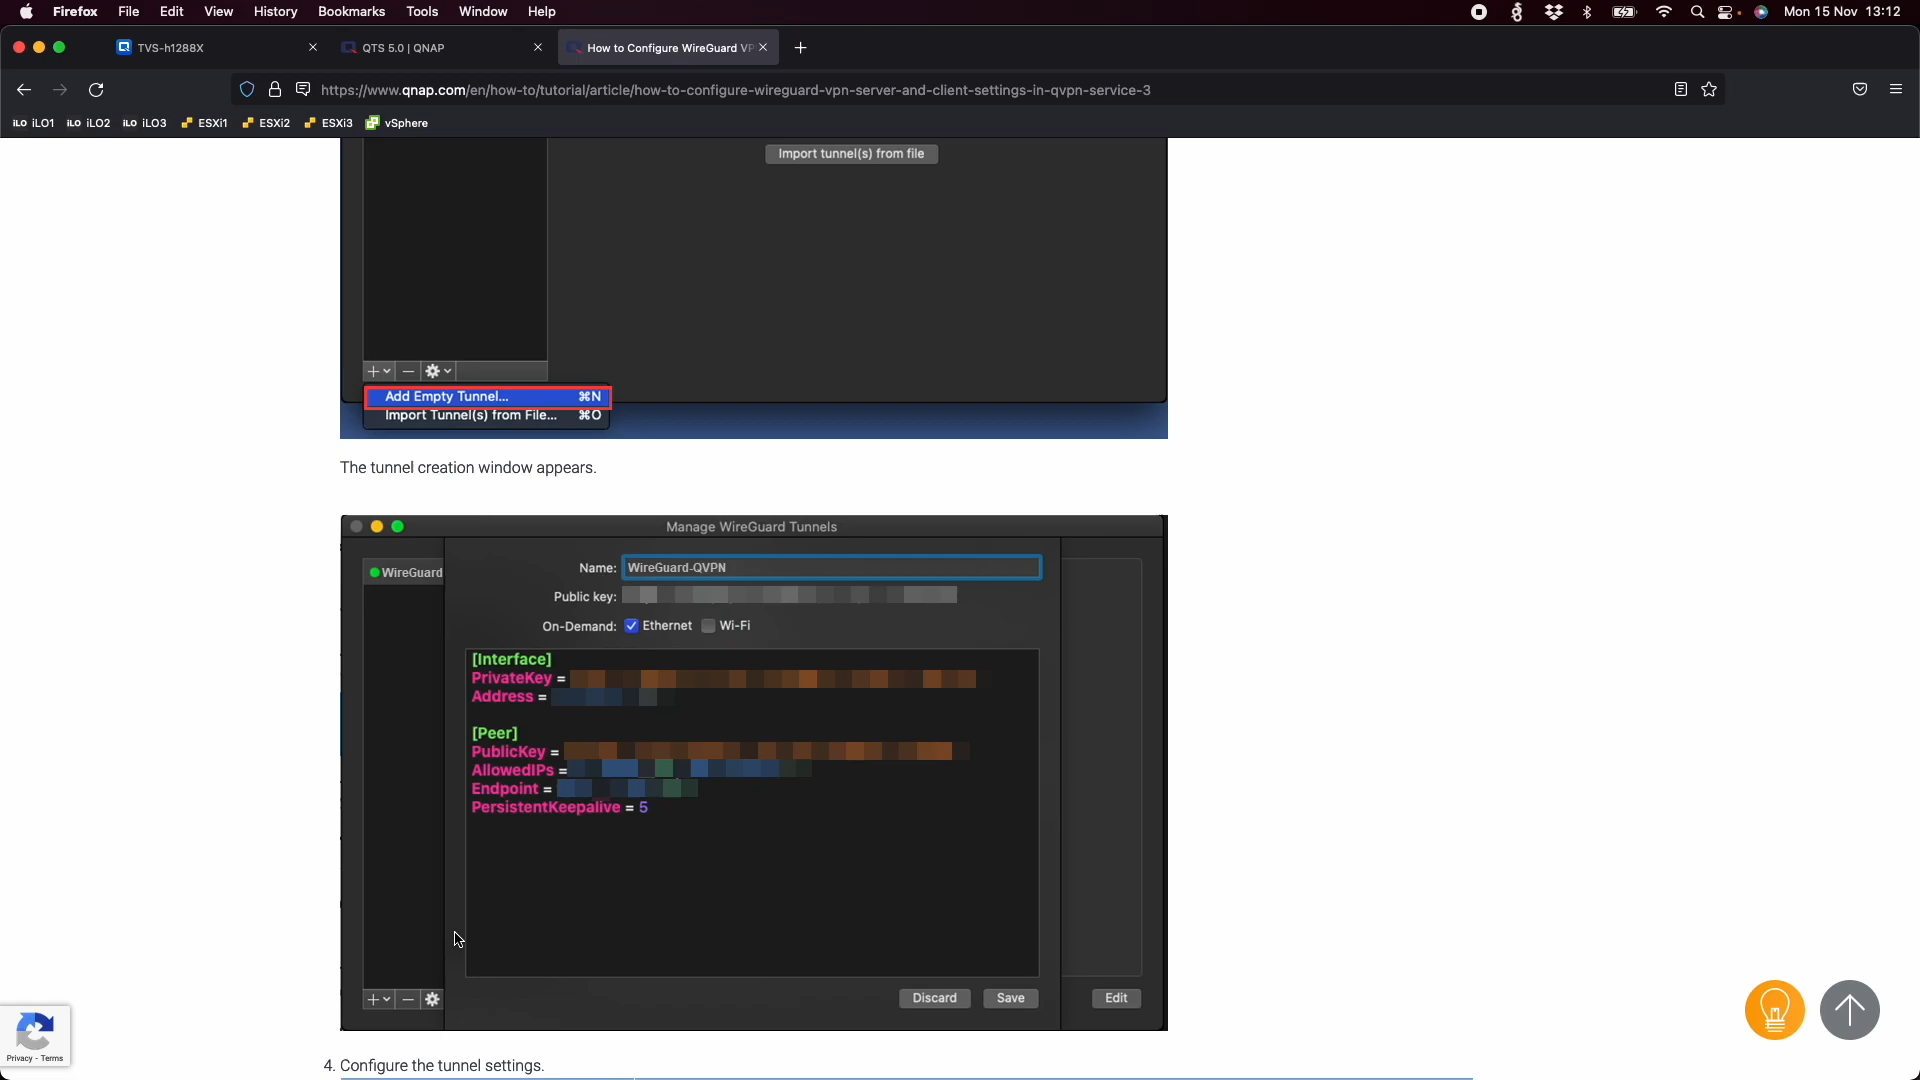 Firefox File Edit View History Bookmarks Tools Window Help Mon 15 Nov 13:12
TVS-h1288X QTS 5.0 | QNAP How to Configure WireGuard VP
https://www.qnap.com/en/how-to/tutorial/article/how-to-configure-wireguard-vpn-server-and-client-settings-in-qvpn-service-3
iLO iLO1 iLO iLO2 iLO iLO3 ESXi1 ESXi2 ESXi3 vSphere
Import tunnel(s) from file
Add Empty Tunnel... ⌘N
Import Tunnel(s) from File... ⌘O
The tunnel creation window appears.
Manage WireGuard Tunnels
WireGuard
Name: WireGuard-QVPN
Public key:
On-Demand: Ethernet Wi-Fi
[Interface]
PrivateKey =
Address =
[Peer]
PublicKey =
AllowedIPs =
Endpoint =
PersistentKeepalive = 5
Discard Save Edit
Privacy - Terms
4. Configure the tunnel settings.